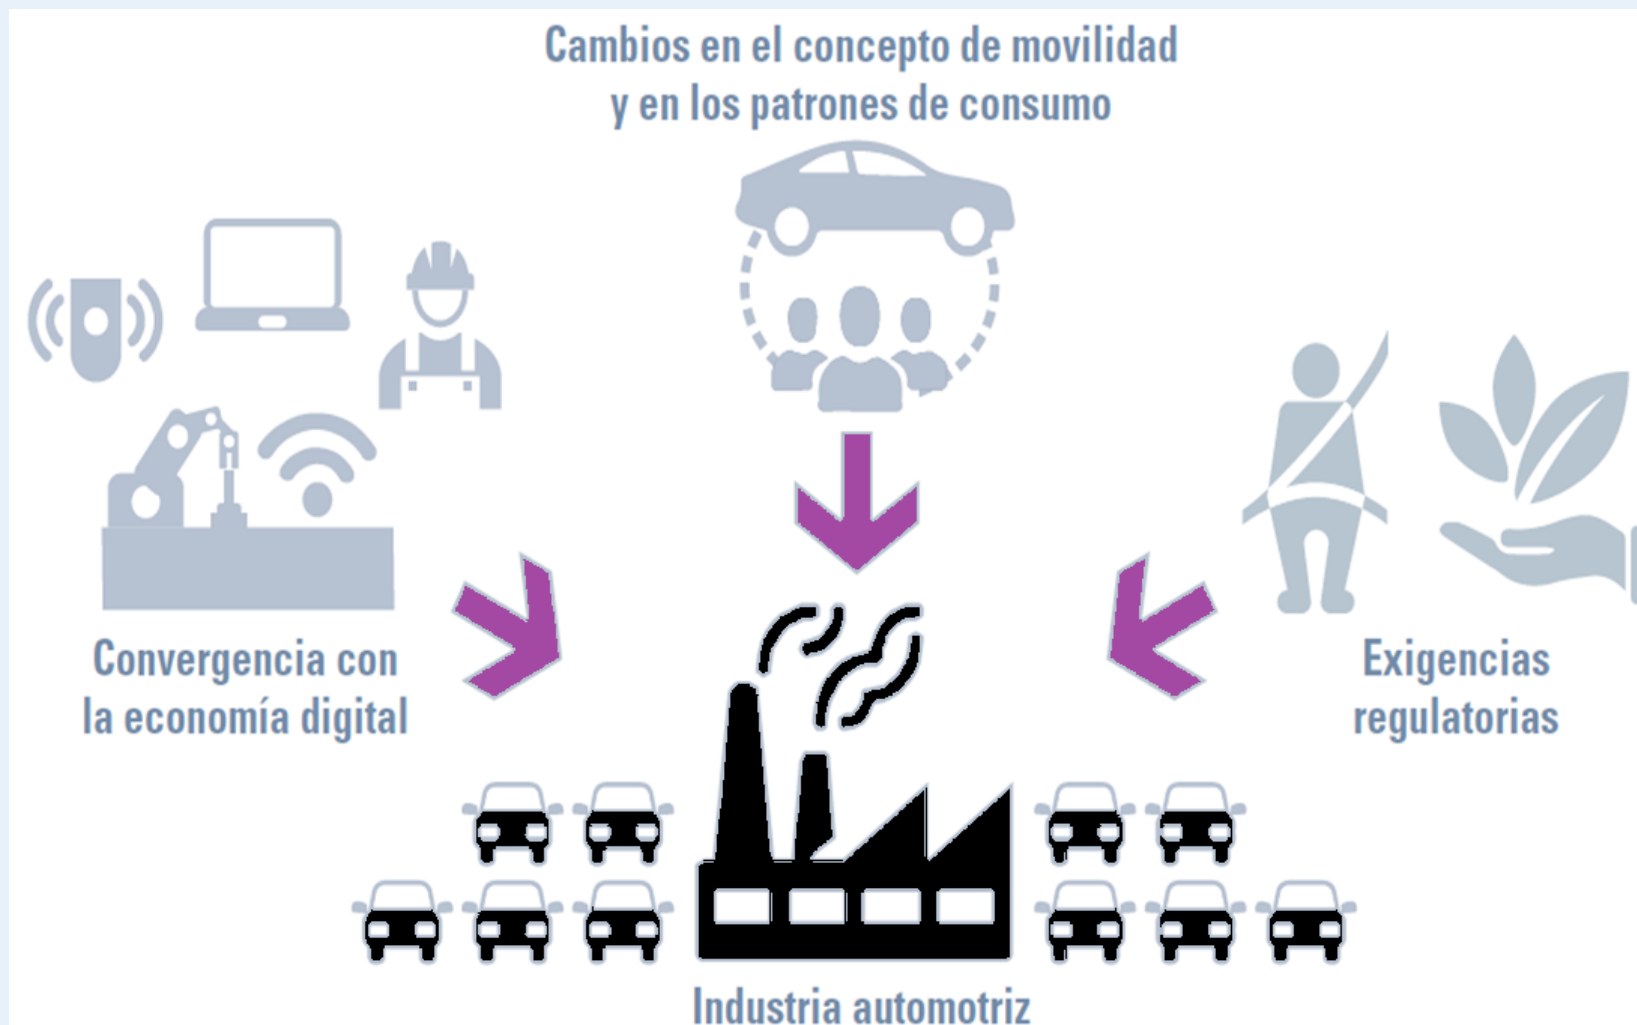 Cambios en el concepto de movilidad
y en los patrones de consumo
Convergencia con
la economía digital
Exigencias
regulatorias
Industria automotriz